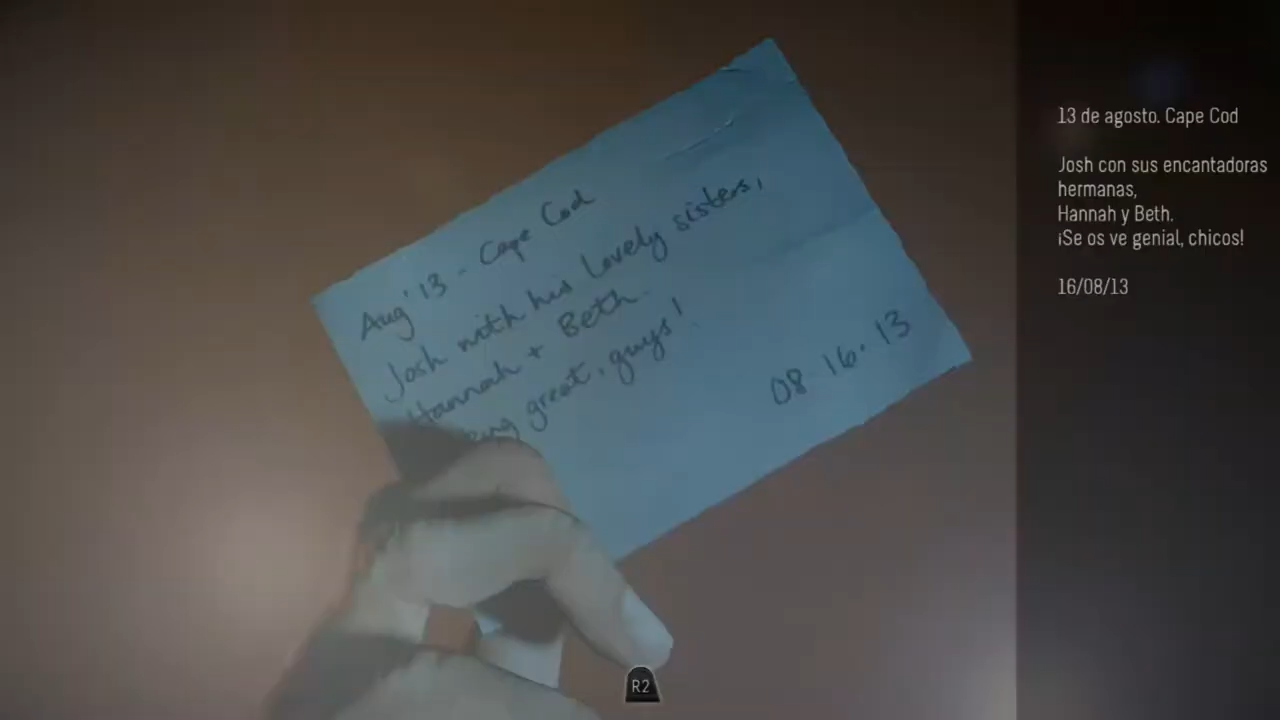 Aug '13 - Cape Cod
Josh with his lovely sisters,
Hannah + Beth.
great, guys!
08 16. 13
13 de agosto. Cape Cod
Josh con sus encantadoras
hermanas,
Hannah y Beth.
¡Se os ve genial, chicos!
16/08/13
R2